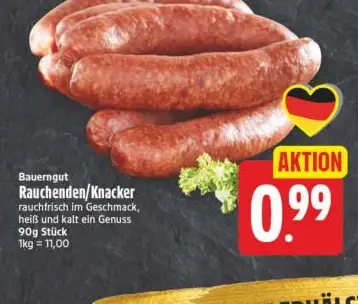 Bauerngut
Rauchenden/Knacker
rauchfrisch im Geschmack,
heiß und kalt ein Genuss
90g Stück
1kg = 11,00
AKTION
0.99